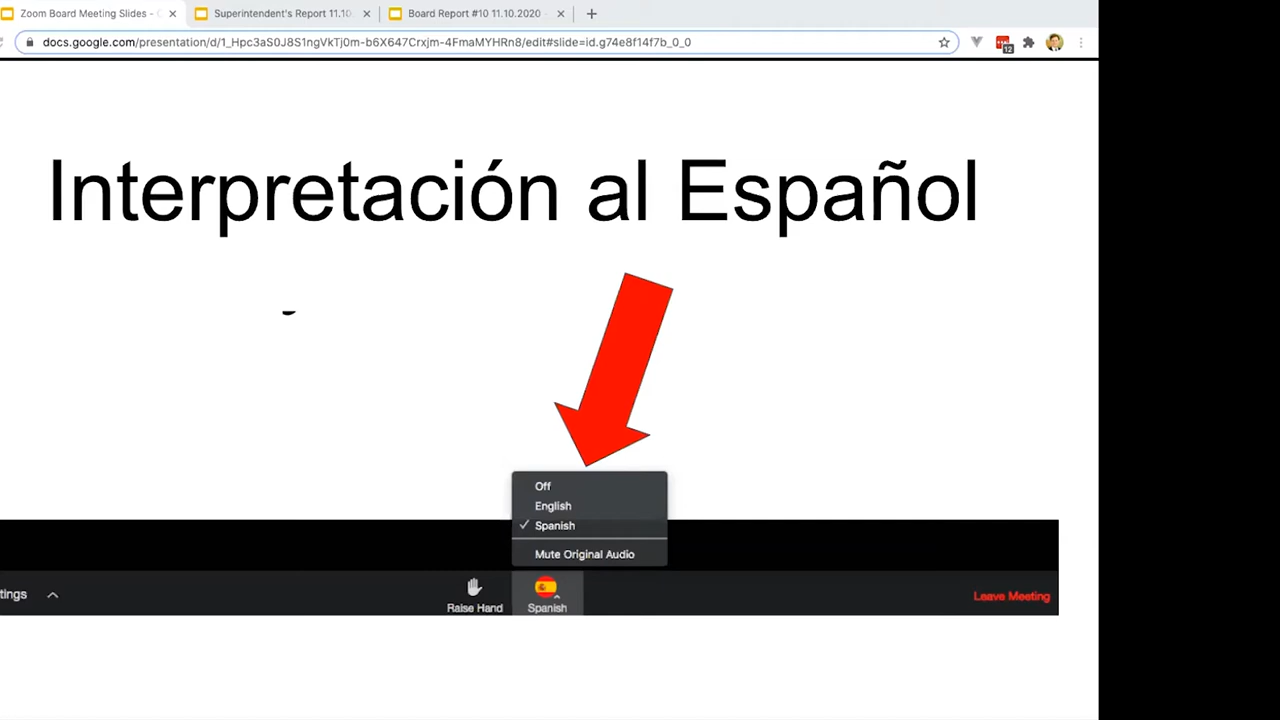 Zoom Board Meeting Slides -
Superintendent's Report 11.10.
Board Report #10 11.10.2020
docs.google.com/presentation/d/1_Hpc3aS0J8S1ngVkTj0m-b6X647Crxjm-4FmaMYHRn8/edit#slide=id.g74e8f14f7b_0_0
12
Interpretación al Español
Off
English
✓ Spanish
Mute Original Audio
tings
Raise Hand
Spanish
Leave Meeting